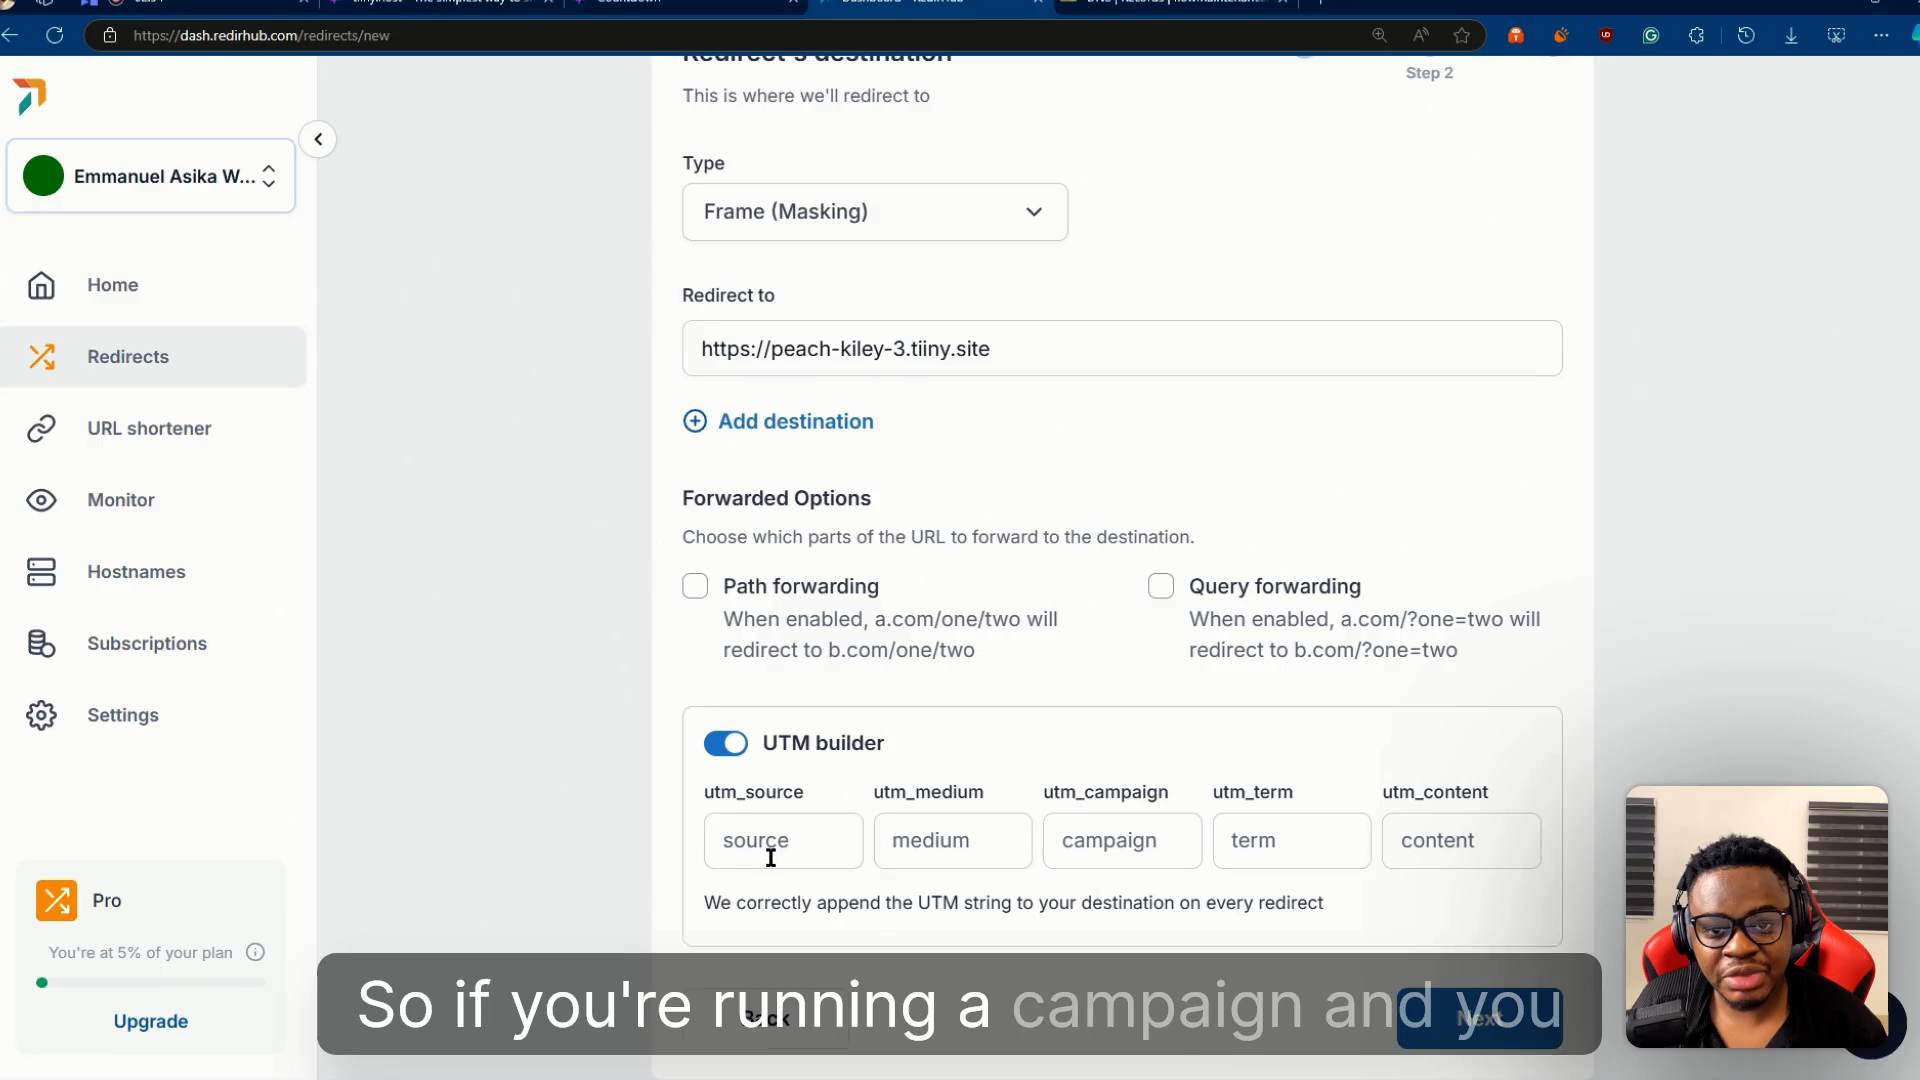 https://dash.redirhub.com/redirects/new
Emmanuel Asika W...
Home
Redirects
URL shortener
Monitor
Hostnames
Subscriptions
Settings
Pro
You're at 5% of your plan
Upgrade
Redirect's destination
This is where we'll redirect to
Step 2
Type
Frame (Masking)
Redirect to
https://peach-kiley-3.tiiny.site
Add destination
Forwarded Options
Choose which parts of the URL to forward to the destination.
Path forwarding
When enabled, a.com/one/two will
redirect to b.com/one/two
Query forwarding
When enabled, a.com/?one=two will
redirect to b.com/?one=two
UTM builder
utm_source utm_medium utm_campaign utm_term utm_content
source medium campaign term content
We correctly append the UTM string to your destination on every redirect
Back
Next
So if you're running a campaign and you